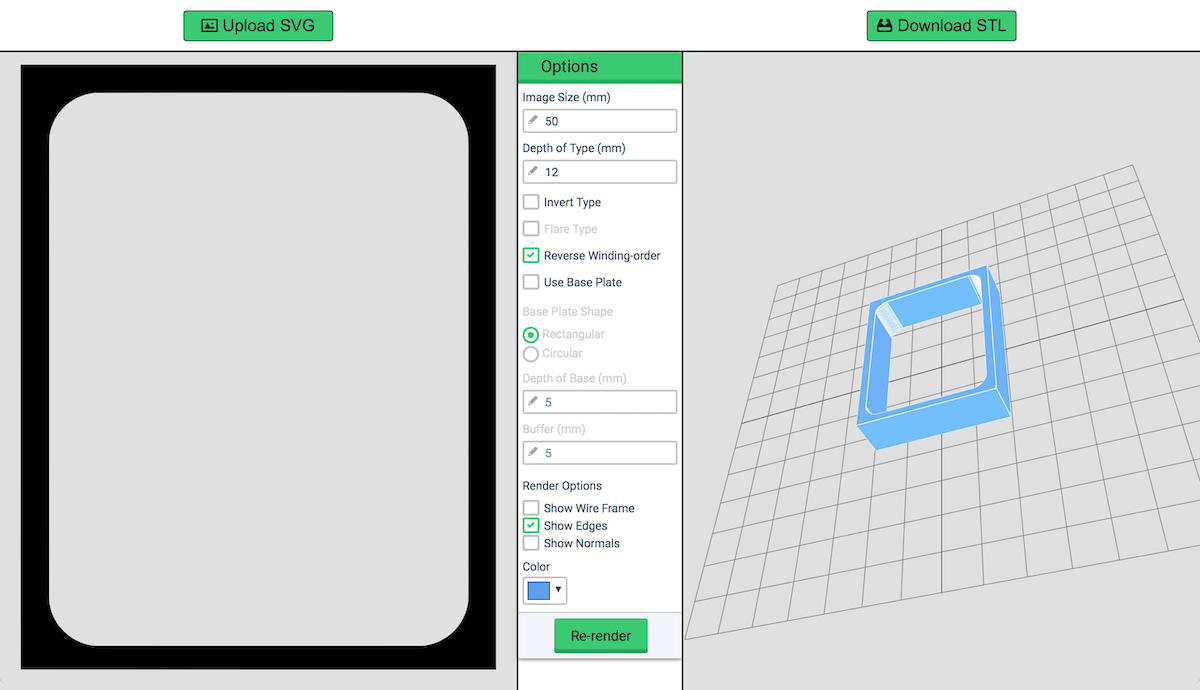 Upload SVG
Download STL
Options
Image Size (mm)
50
Depth of Type (mm)
12
Invert Type
Flare Type
Reverse Winding-order
Use Base Plate
Base Plate Shape
Rectangular
Circular
Depth of Base (mm)
5
Buffer (mm)
5
Render Options
Show Wire Frame
Show Edges
Show Normals
Color
Re-render